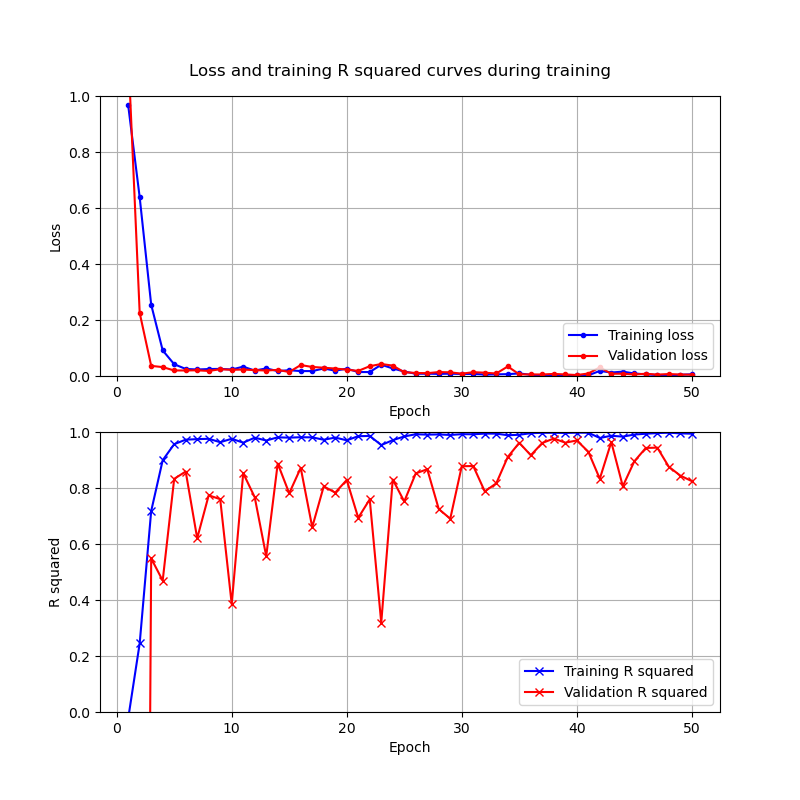 Loss and training R squared curves during training
1.0
0.8
0.6
0.4
0.2
0.0
Loss
0 10 20 30 40 50
Epoch
Training loss
Validation loss
1.0
0.8
0.6
0.4
0.2
0.0
R squared
0 10 20 30 40 50
Epoch
Training R squared
Validation R squared